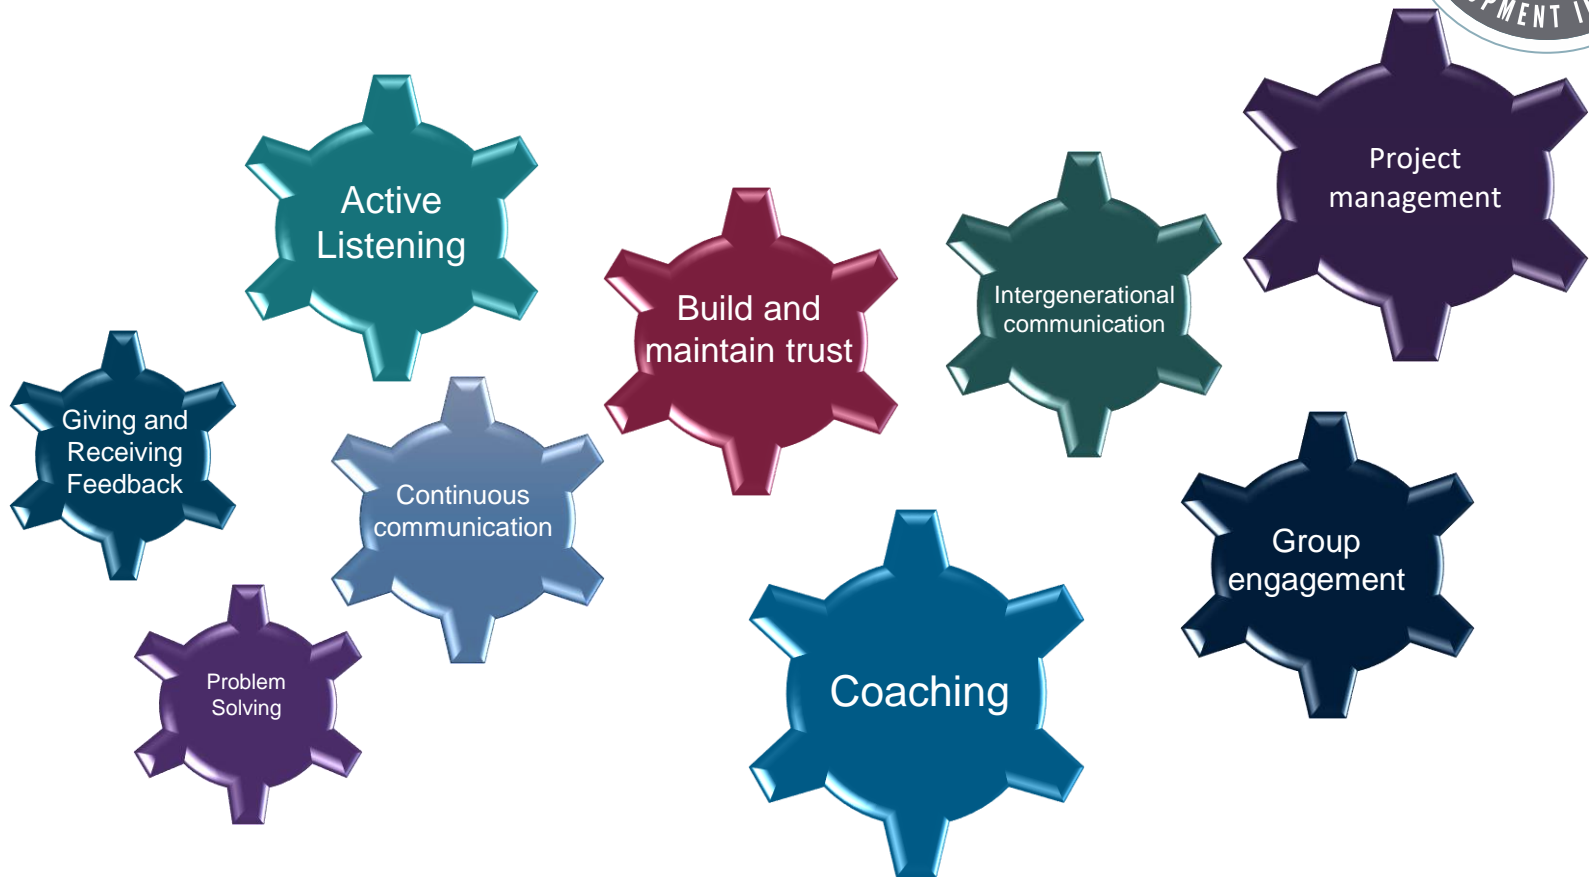 PMENT I
Active
Listening
Project
management
Build and
maintain trust
Intergenerational
communication
Giving and
Receiving
Feedback
Continuous
communication
Group
engagement
Problem
Solving
Coaching